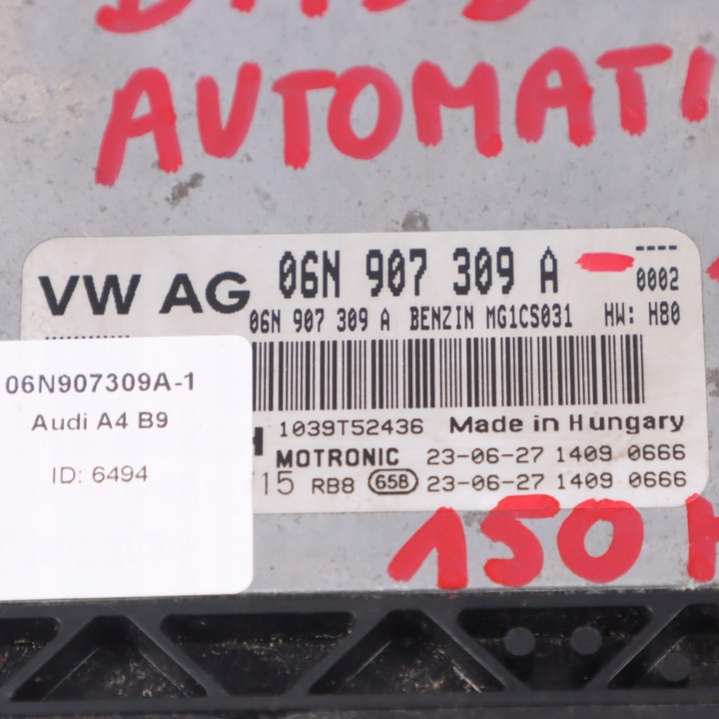 AUTOMATI
VW AG 06N 907 309 A ----
0002
06N 907 309 A BENZIN MG1CS031 HW: H80
06N907309A-1
Audi A4 B9
ID: 6494
1039T52436 Made in Hungary
MOTRONIC 23-06-27 1409 0666
15 RB8 65B 23-06-27 1409 0666
150